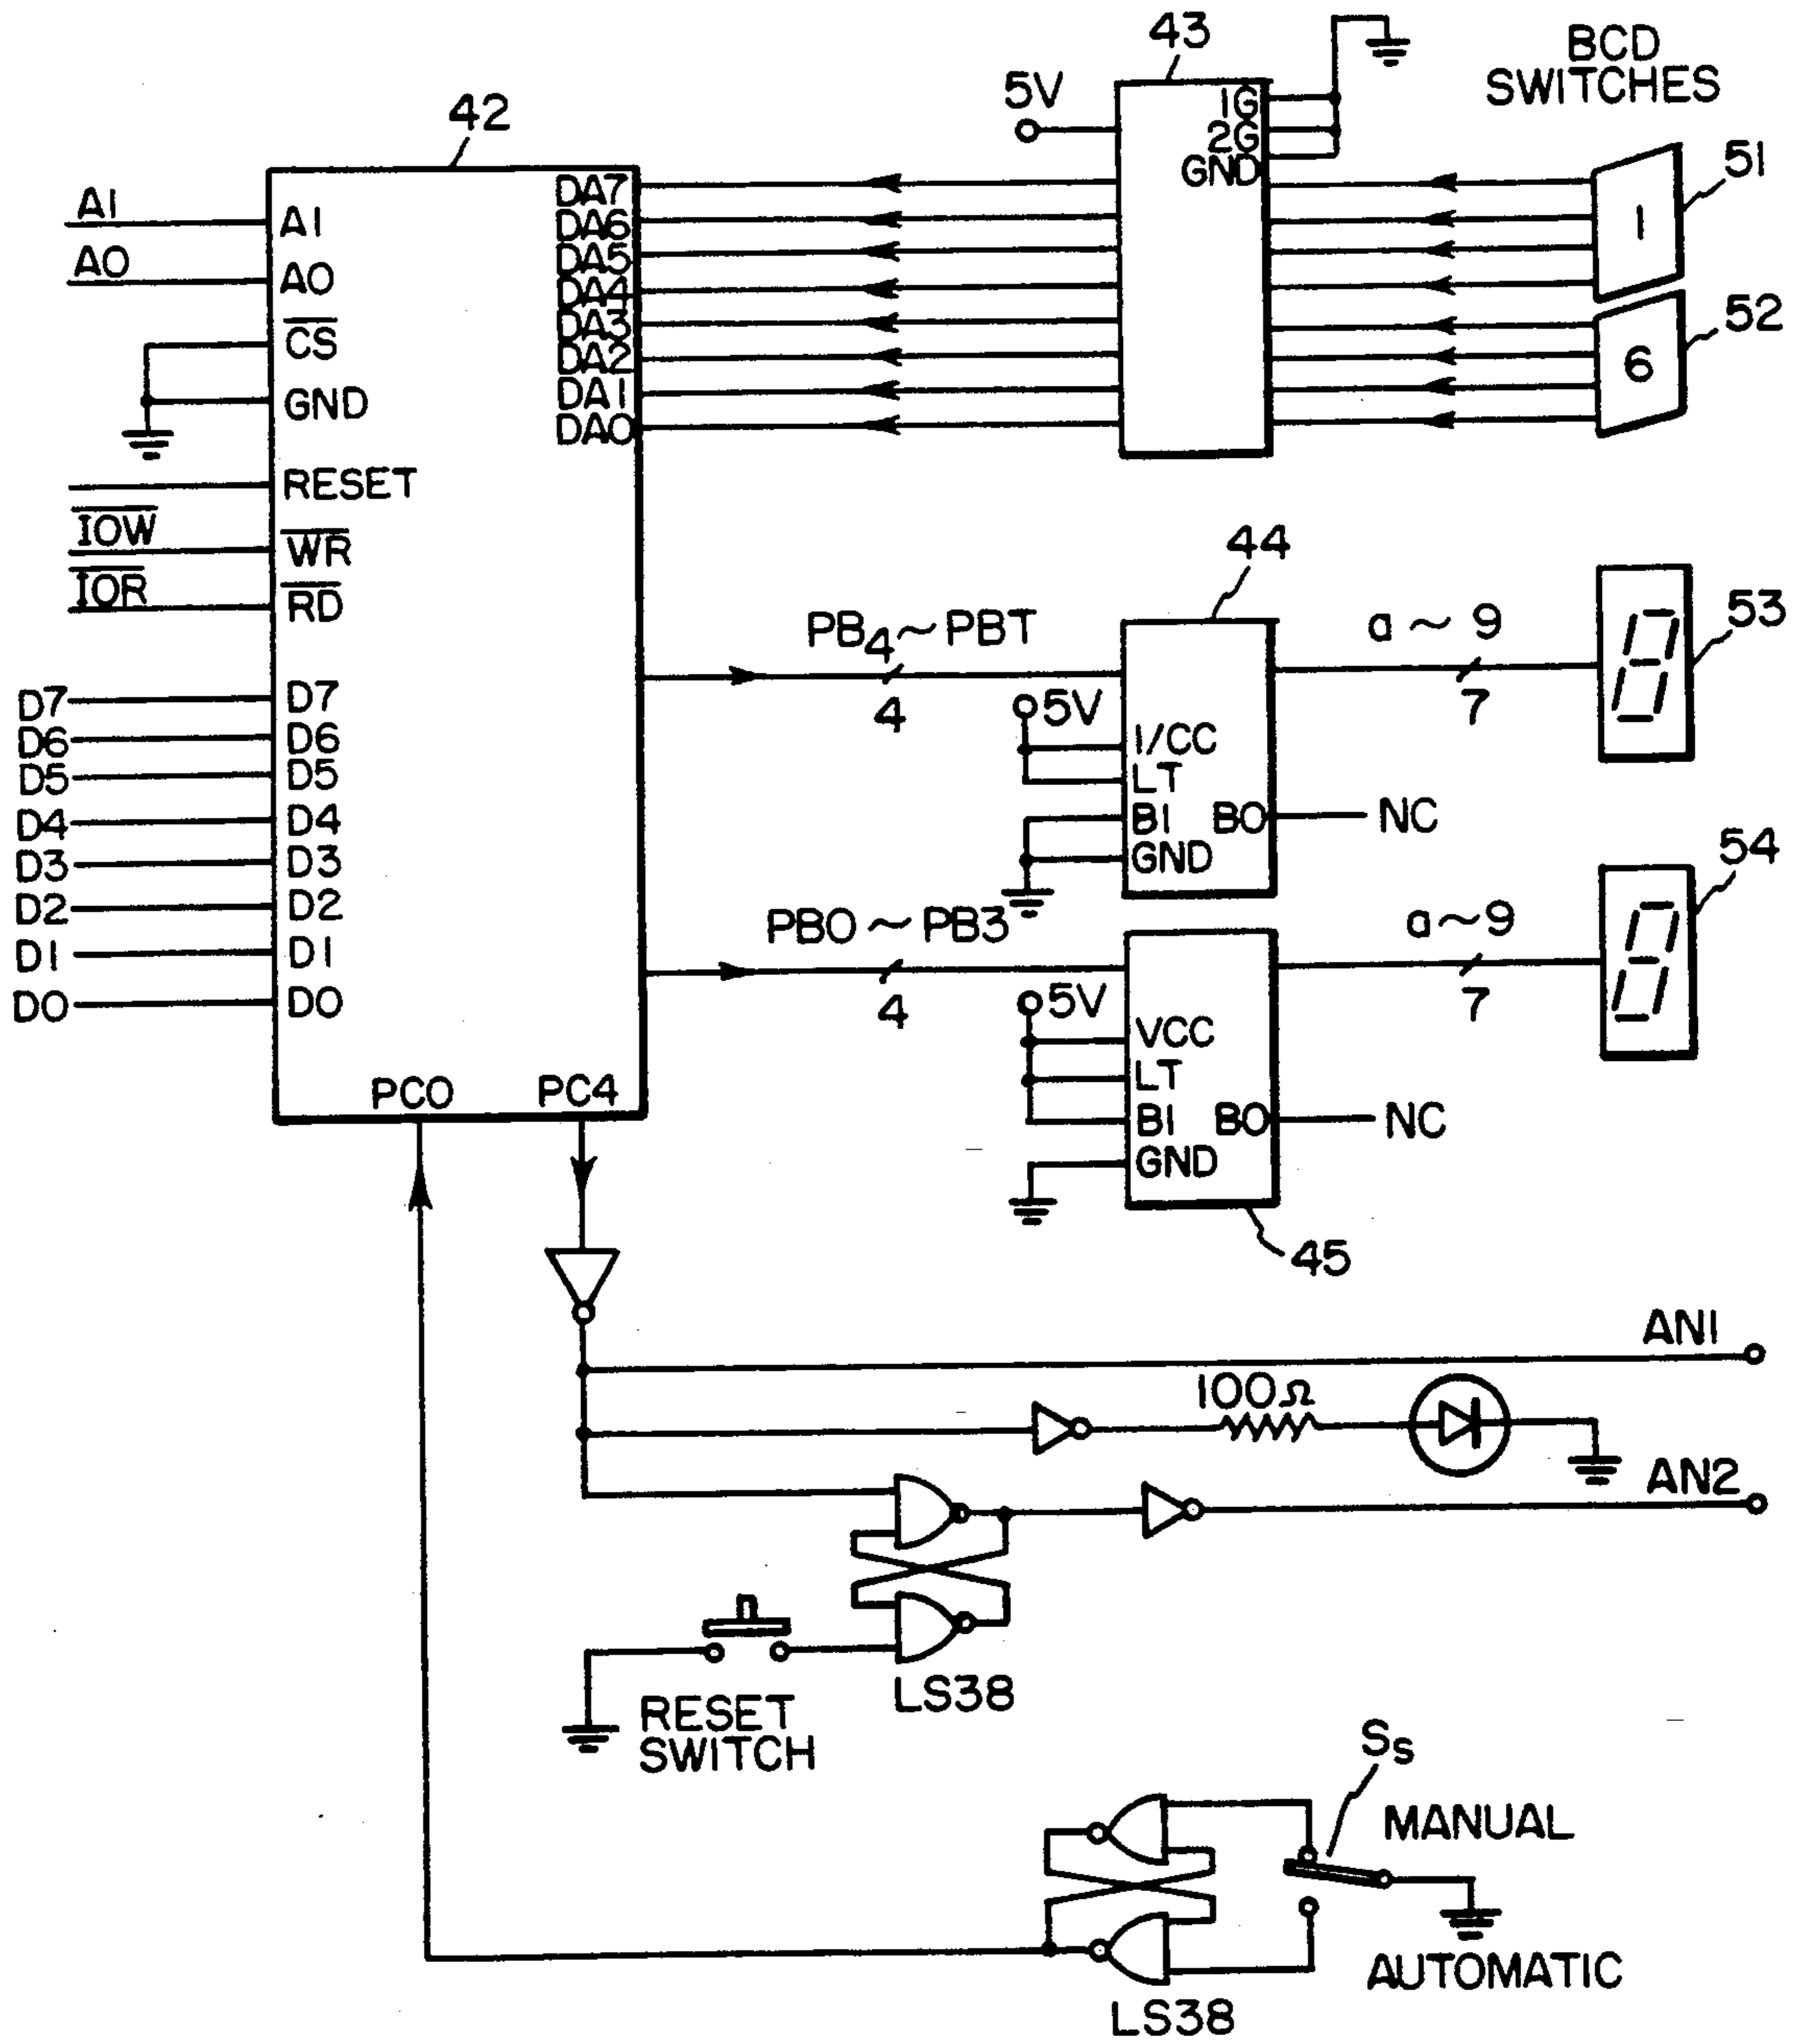 43
BCD
SWITCHES
5V
1G
2G
GND
42
51
1
52
6
DA7
DA6
DA5
DA4
DA3
DA2
DA1
DA0
A1
A1
A0
A0
CS
GND
RESET
IOW
WR
IOR
RD
44
PB4~PBT
4
a~9
7
53
5V
1/CC
LT
BI
GND
BO
NC
D7
D7
D6
D6
D5
D5
D4
D4
D3
D3
D2
D2
D1
D1
D0
D0
54
PB0~PB3
4
a~9
7
5V
VCC
LT
BI
GND
BO
NC
45
PC0
PC4
AN1
100Ω
AN2
LS38
RESET
SWITCH
Ss
MANUAL
AUTOMATIC
LS38